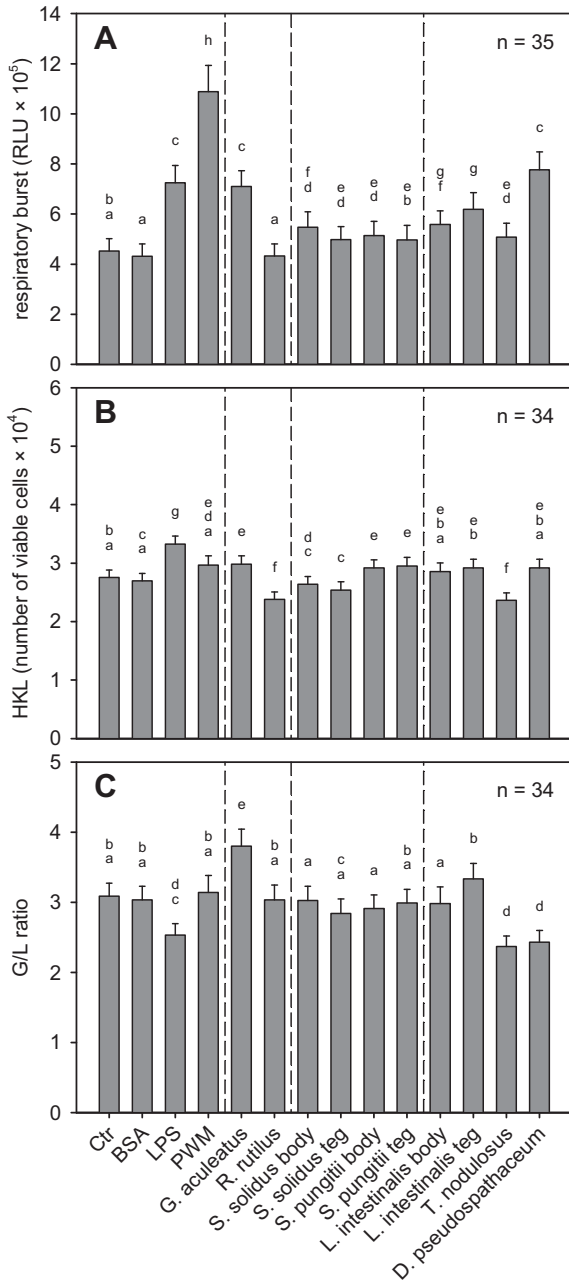 14
12
10
8
6
4
2
0
respiratory burst (RLU × 10⁵)
A
n = 35
b
a
a
c
h
c
a
f
d
e
d
e
d
e
b
g
f
g
e
d
c
6
5
4
3
2
1
0
HKL (number of viable cells × 10⁴)
B
n = 34
b
a
c
a
g
e
d
a
e
f
d
c
c
e
e
e
b
a
e
b
f
e
b
a
5
4
3
2
1
0
G/L ratio
C
n = 34
b
a
b
a
d
c
b
a
e
b
a
a
c
a
a
b
a
a
b
d
d
Ctr
BSA
LPS
PWM
G. aculeatus
R. rutilus
S. solidus body
S. solidus teg
S. pungitii body
S. pungitii teg
L. intestinalis body
L. intestinalis teg
T. nodulosus
D. pseudospathaceum